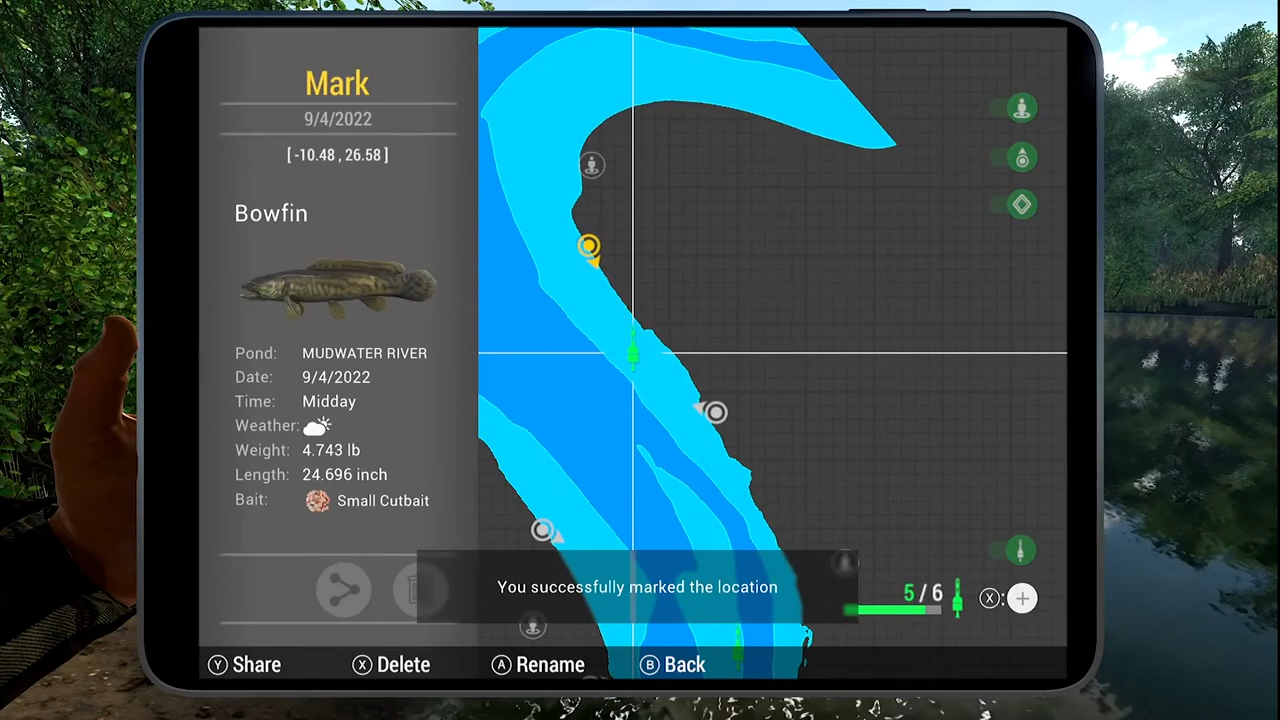 Mark
9/4/2022
[ -10.48 , 26.58 ]
Bowfin
Pond: MUDWATER RIVER
Date: 9/4/2022
Time: Midday
Weather:
Weight: 4.743 lb
Length: 24.696 inch
Bait: Small Cutbait
You successfully marked the location
5 / 6
X :
Y Share
X Delete
A Rename
B Back